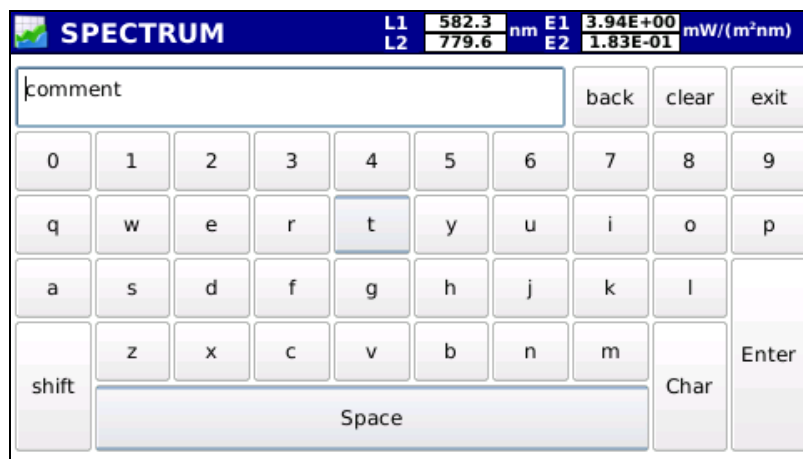 SPECTRUM L1 582.3 nm E1 3.94E+00 mW/(m²nm)
L2 779.6 E2 1.83E-01
comment back clear exit
0 1 2 3 4 5 6 7 8 9
q w e r t y u i o p
a s d f g h j k l
z x c v b n m Enter
shift Char
Space